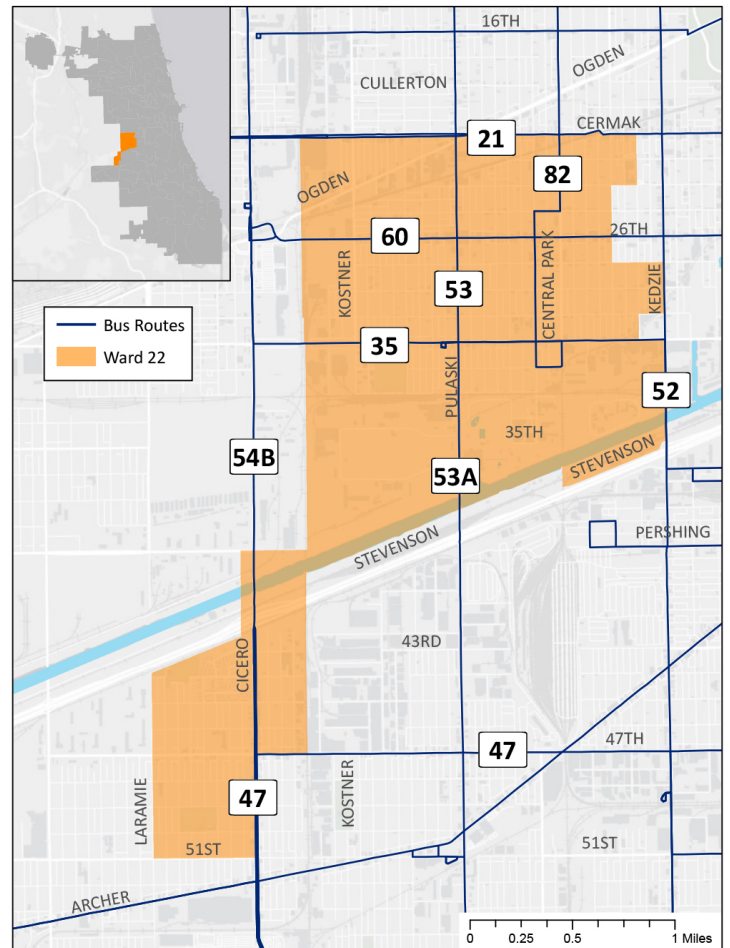 16TH
CULLERTON
OGDEN
CERMAK
21
82
OGDEN
60
26TH
KOSTNER
CENTRAL PARK
KEDZIE
53
Bus Routes
Ward 22
35
PULASKI
52
35TH
54B
53A
STEVENSON
STEVENSON
PERSHING
43RD
CICERO
47
47TH
47
KOSTNER
LARAMIE
51ST
51ST
ARCHER
0 0.25 0.5 1 Miles